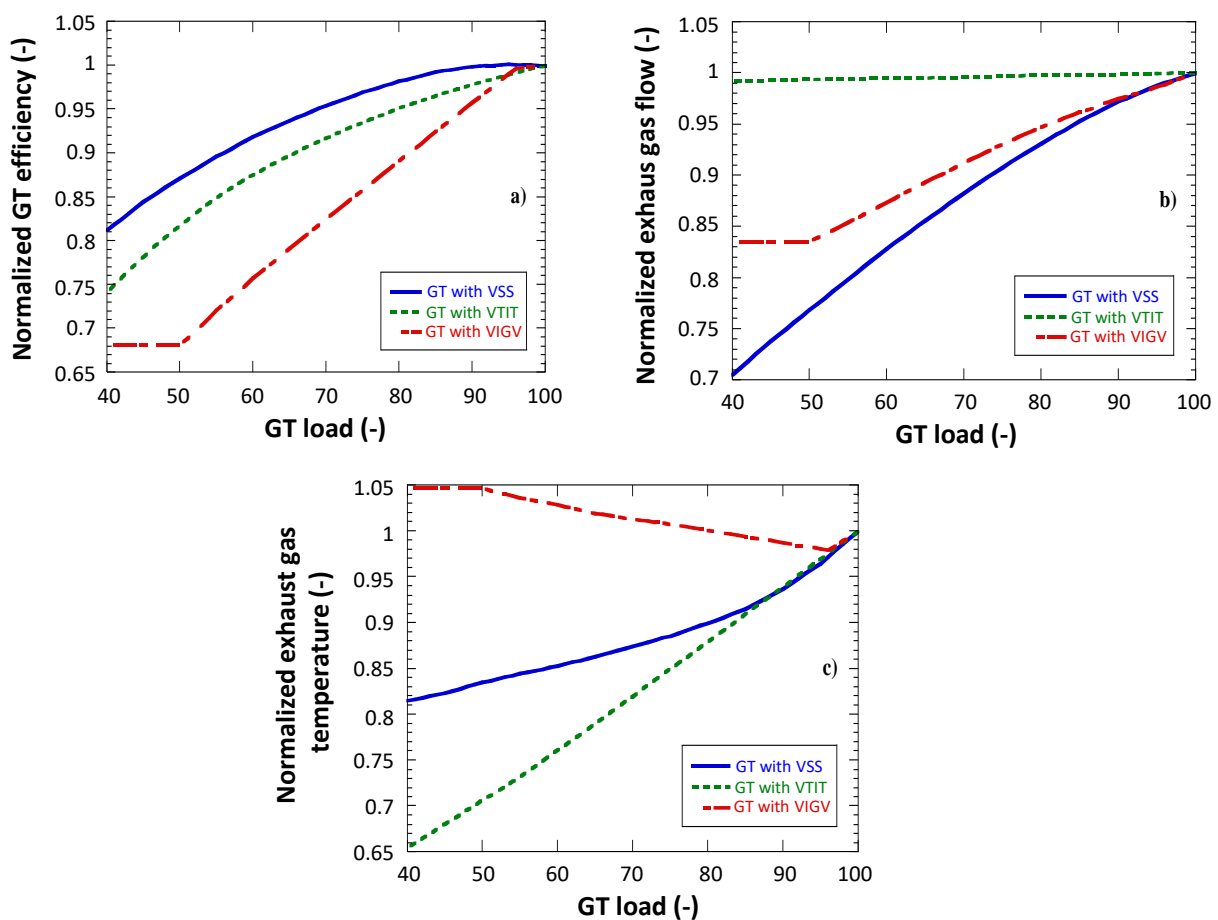 1.05
1
0.95
0.9
0.85
0.8
0.75
0.7
0.65
Normalized GT efficiency (-)
a)
GT with VSS
GT with VTIT
GT with VIGV
40 50 60 70 80 90 100
GT load (-)
1.05
1
0.95
0.9
0.85
0.8
0.75
0.7
Normalized exhaus gas flow (-)
b)
GT with VSS
GT with VTIT
GT with VIGV
40 50 60 70 80 90 100
GT load (-)
1.05
1
0.95
0.9
0.85
0.8
0.75
0.7
0.65
Normalized exhaust gas
temperature (-)
c)
GT with VSS
GT with VTIT
GT with VIGV
40 50 60 70 80 90 100
GT load (-)